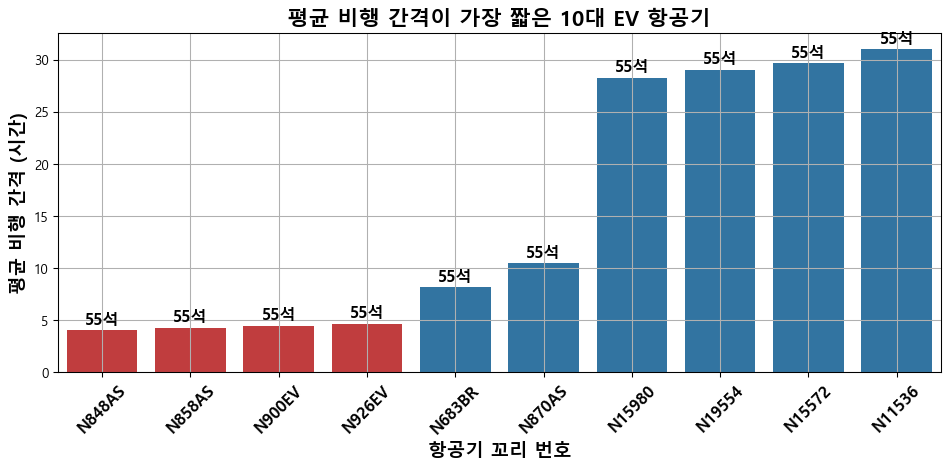 평균 비행 간격이 가장 짧은 10대 EV 항공기
평균 비행 간격 (시간)
30
25
20
15
10
5
0
55석
55석
55석
55석
55석
55석
55석
55석
55석
55석
N848AS
N858AS
N900EV
N926EV
N683BR
N870AS
N15980
N19554
N15572
N11536
항공기 꼬리 번호